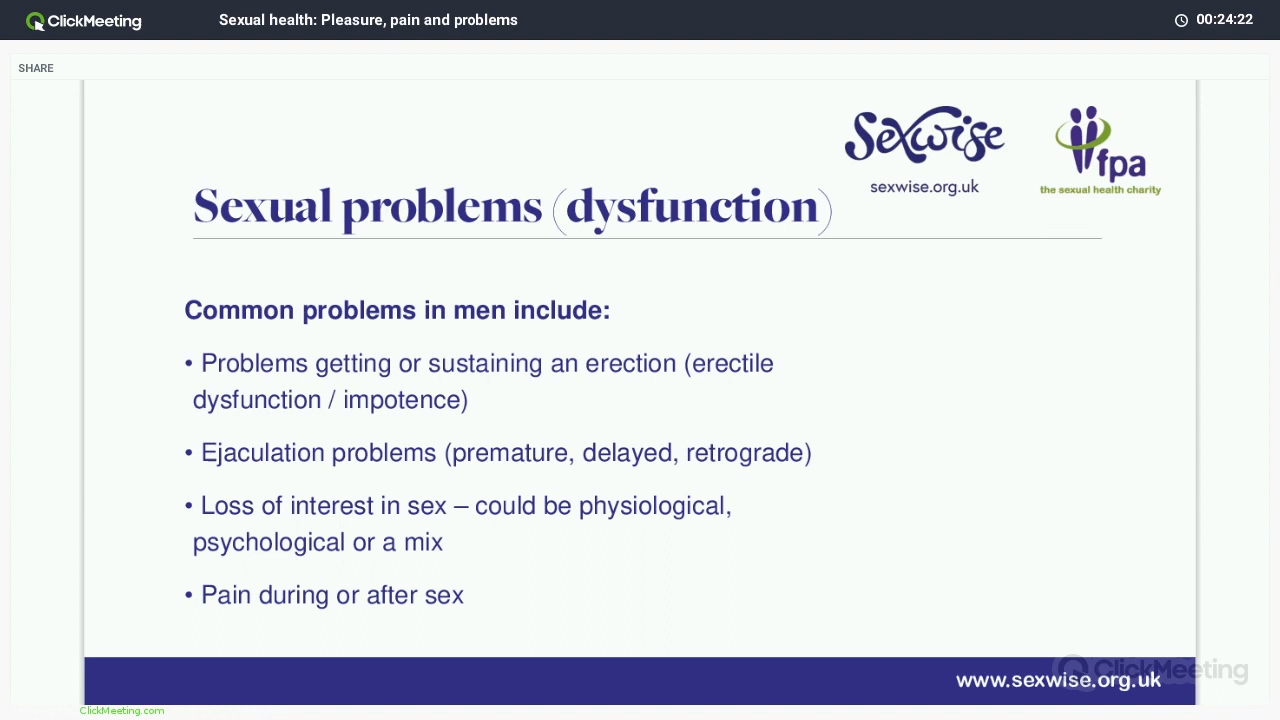 ClickMeeting
Sexual health: Pleasure, pain and problems
00:24:22
SHARE
Sexwise
sexwise.org.uk
fpa
the sexual health charity
Sexual problems (dysfunction)
Common problems in men include:
• Problems getting or sustaining an erection (erectile
dysfunction / impotence)
• Ejaculation problems (premature, delayed, retrograde)
• Loss of interest in sex – could be physiological,
psychological or a mix
• Pain during or after sex
ClickMeeting
www.sexwise.org.uk
ClickMeeting.com